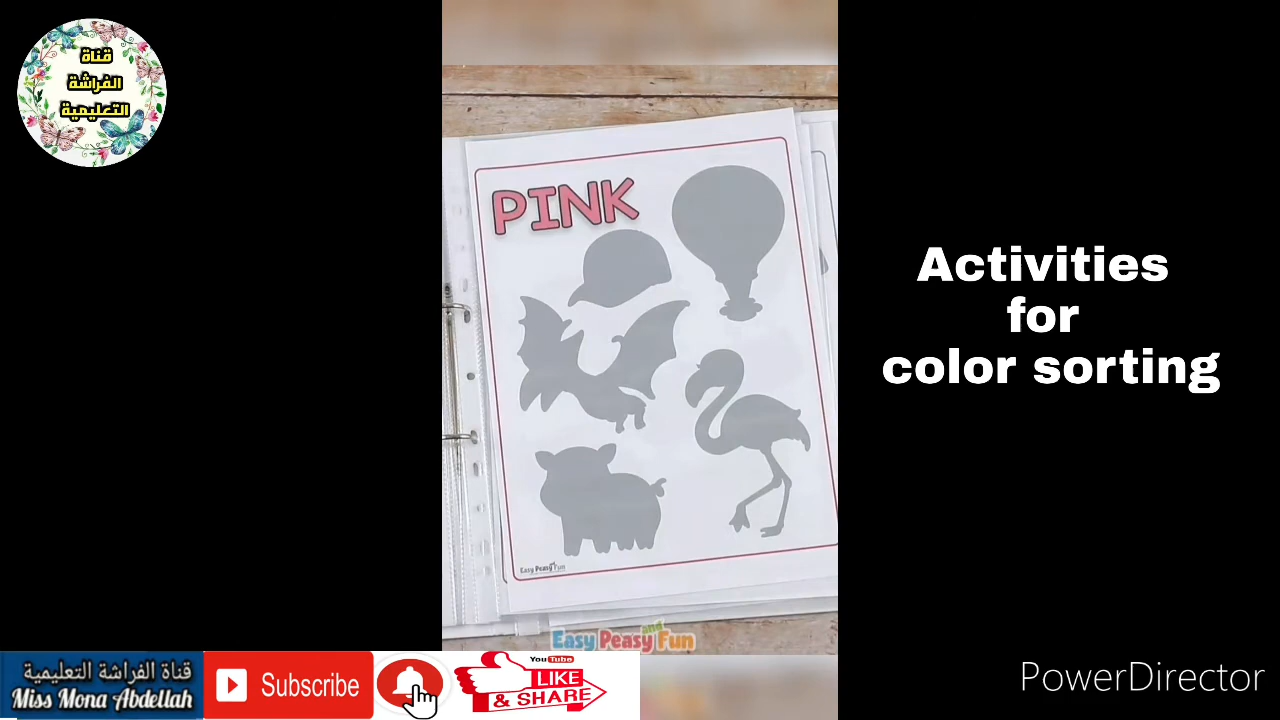 قناة
الفراشة
التعليمية
PINK
Activities
for
color sorting
Easy Peasy Fun
Easy Peasy and Fun
قناة الفراشة التعليمية
Miss Mona Abdellah
Subscribe
YouTube
LIKE
& SHARE
PowerDirector